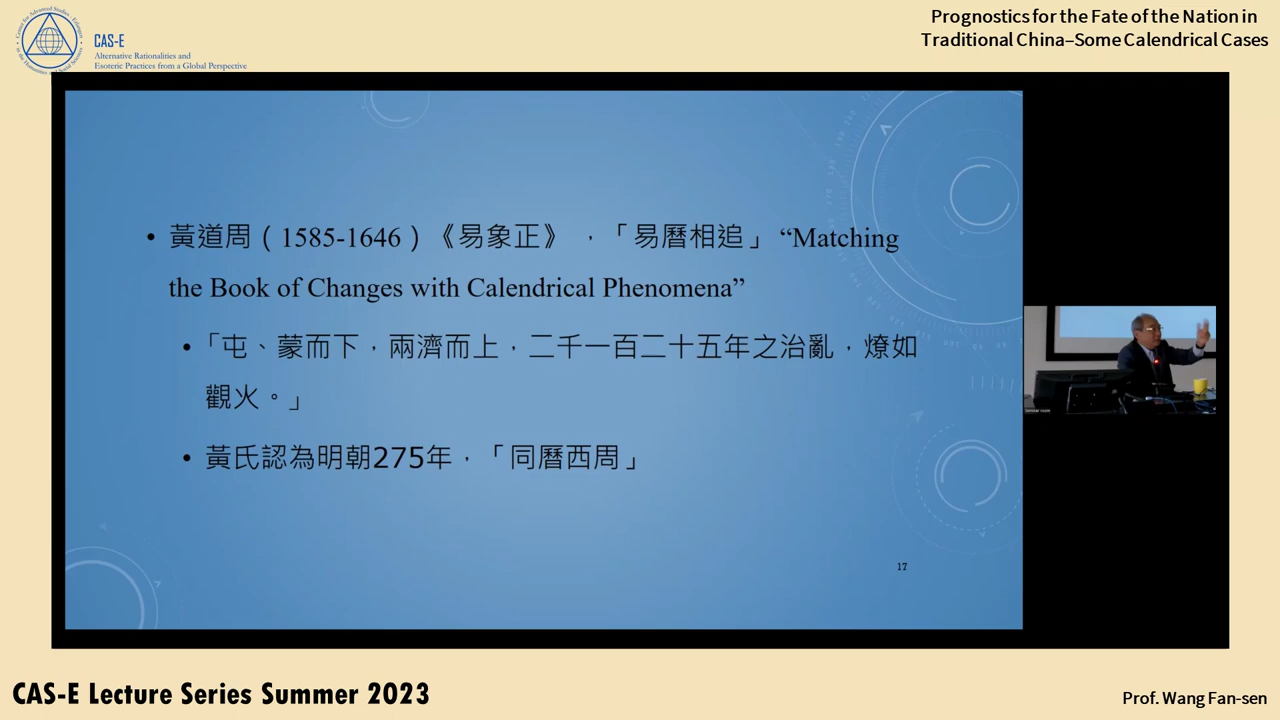 CAS-E
Alternative Rationalities and
Esoteric Practices from a Global Perspective
Prognostics for the Fate of the Nation in
Traditional China–Some Calendrical Cases
• 黃道周（1585-1646）《易象正》，「易曆相追」“Matching
the Book of Changes with Calendrical Phenomena”
• 「屯、蒙而下，兩濟而上，二千一百二十五年之治亂，燎如
觀火。」
• 黃氏認為明朝275年，「同曆西周」
17
CAS-E Lecture Series Summer 2023
Prof. Wang Fan-sen